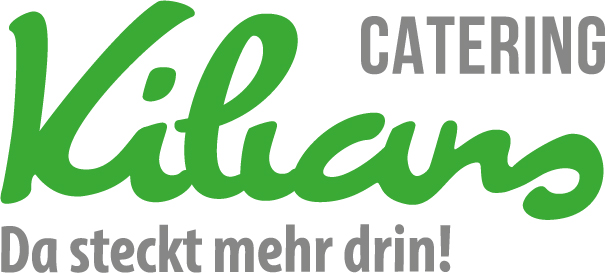 CATERING
Kilians
Da steckt mehr drin!